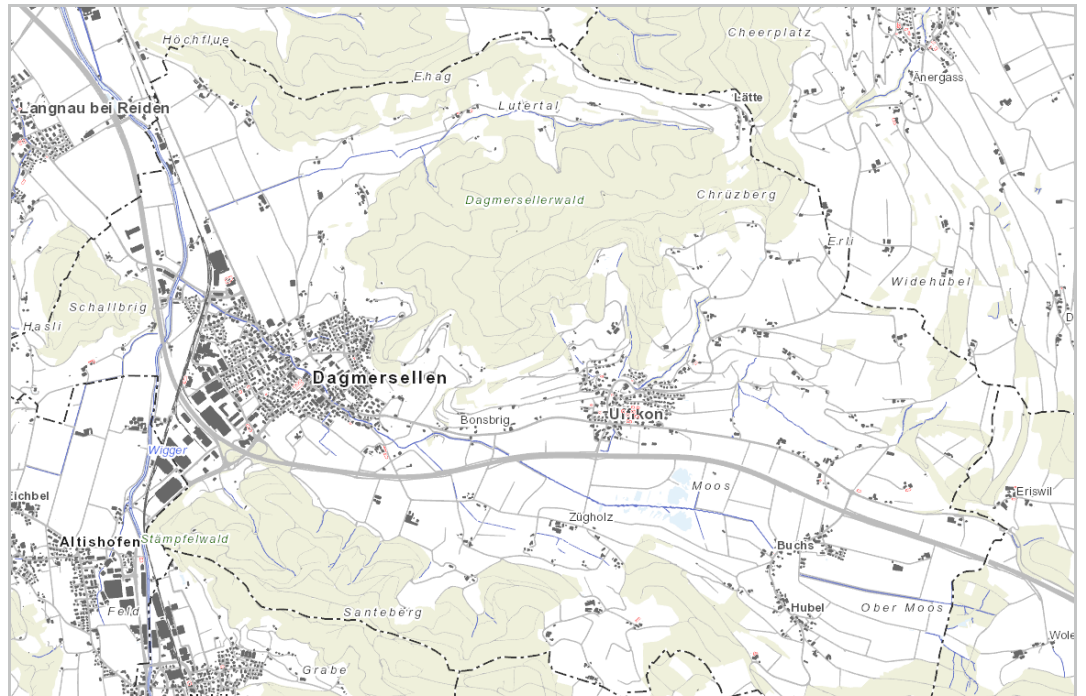 Höchflue
Cheerplatz
Ehag
Änergass
Lätte
Langnau bei Reiden
Lutertal
Chrüzberg
Dagmersellerwald
Erli
Widehubel
Schallbrig
Hasli
Dagmersellen
Uffikon
Bonsbrig
Wigger
Moos
Eriswil
Eichbel
Zügholz
Altishofen
Stämpfelwald
Buchs
Feld
Santeberg
Hubel
Ober Moos
Grabe